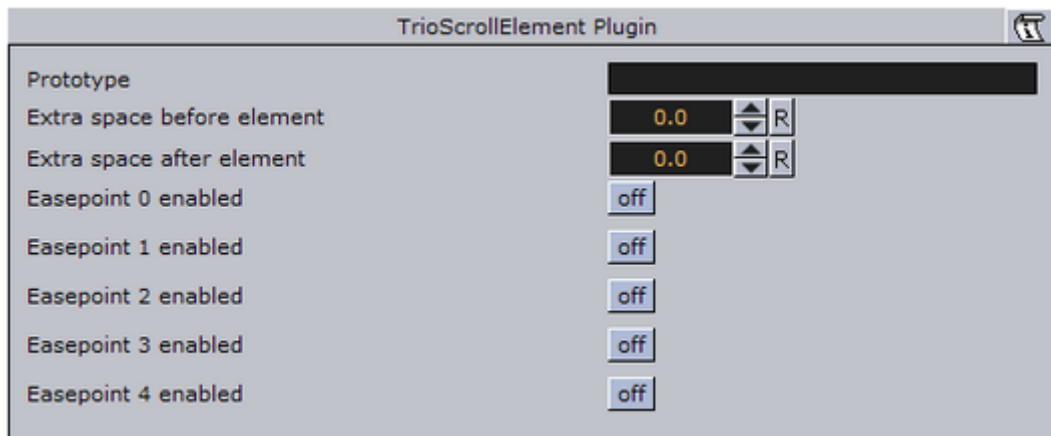 TrioScrollElement Plugin
Prototype
Extra space before element 0.0 R
Extra space after element 0.0 R
Easepoint 0 enabled off
Easepoint 1 enabled off
Easepoint 2 enabled off
Easepoint 3 enabled off
Easepoint 4 enabled off